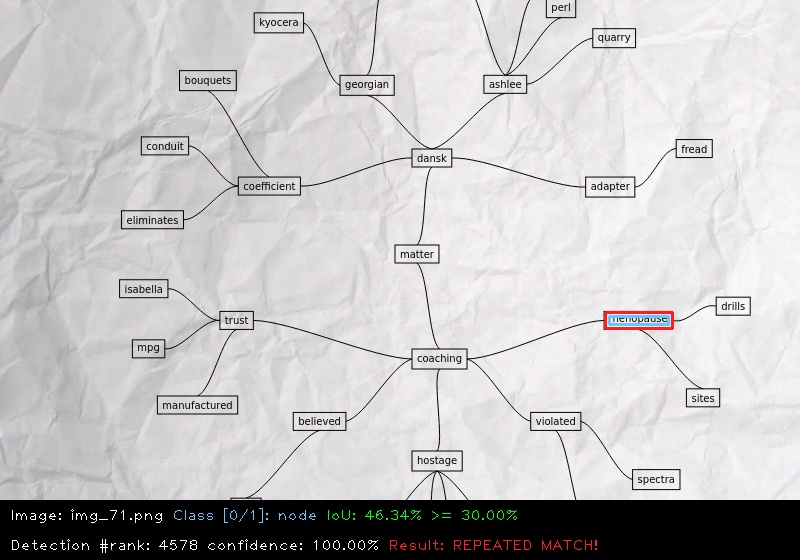 perl
kyocera
quarry
bouquets
georgian
ashlee
conduit
fread
dansk
coefficient
adapter
eliminates
matter
isabella
drills
trust
menopause
mpg
coaching
sites
manufactured
believed
violated
hostage
spectra
Image: img_71.png Class [0/1]: node IoU: 46.34% >= 30.00%
Detection #rank: 4578 confidence: 100.00% Result: REPEATED MATCH!